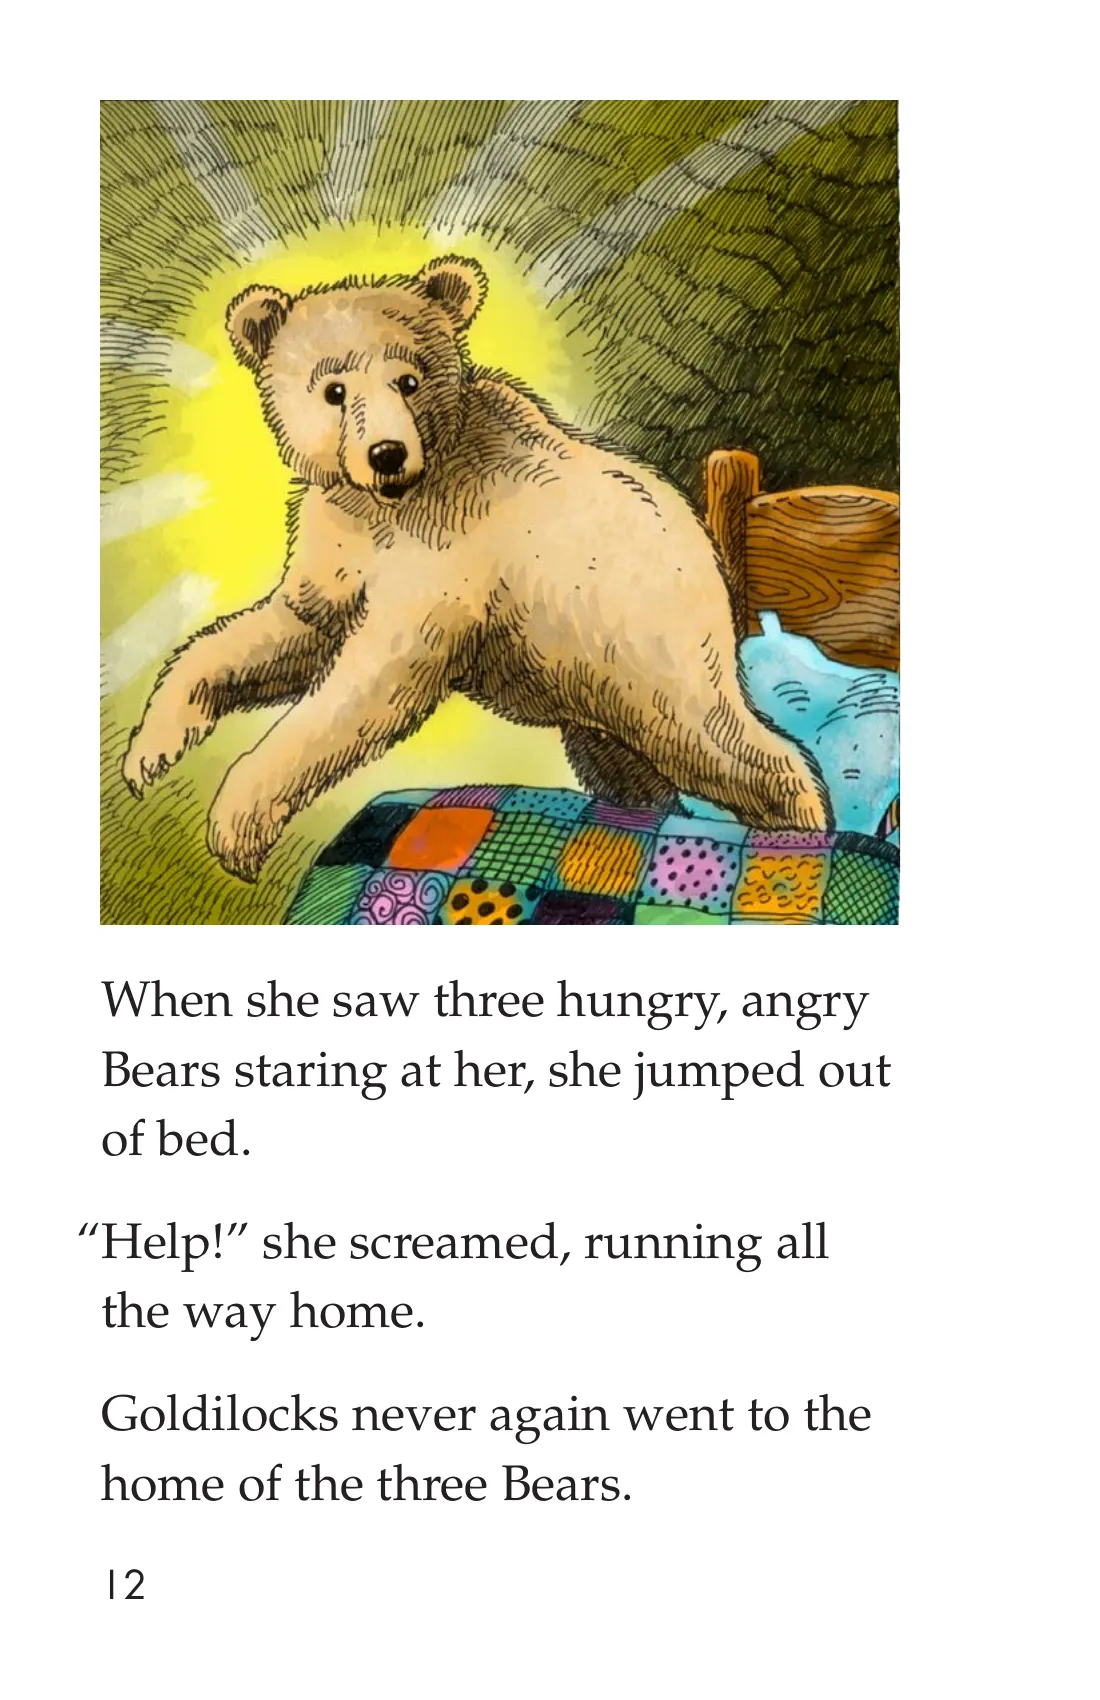 When she saw three hungry, angry
Bears staring at her, she jumped out
of bed.
“Help!” she screamed, running all
the way home.
Goldilocks never again went to the
home of the three Bears.
12